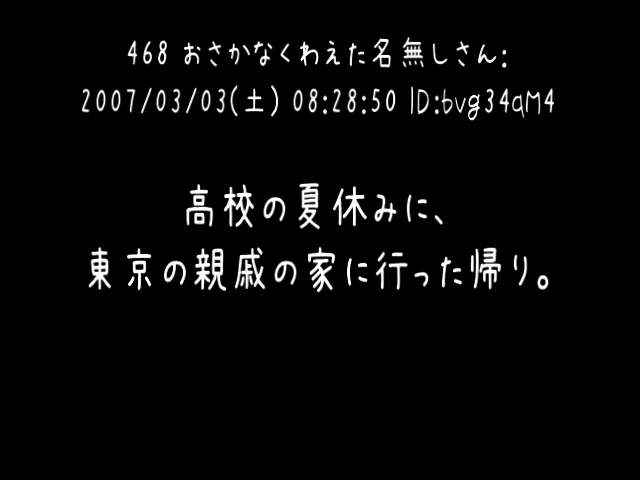 468 おさかなくわえた名無しさん:
2007/03/03(土) 08:28:50 ID:bvg34qM4
高校の夏休みに、
東京の親戚の家に行った帰り。